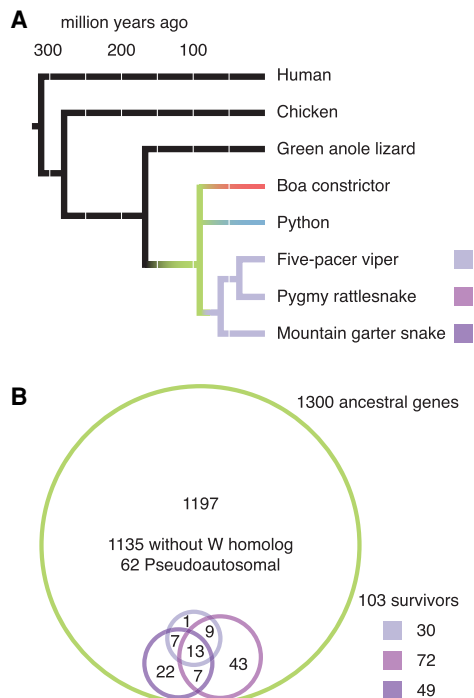 A
million years ago
300 200 100
Human
Chicken
Green anole lizard
Boa constrictor
Python
Five-pacer viper
Pygmy rattlesnake
Mountain garter snake
B
1300 ancestral genes
1197
1135 without W homolog
62 Pseudoautosomal
103 survivors
1
7 9
13
22 7 43
30
72
49